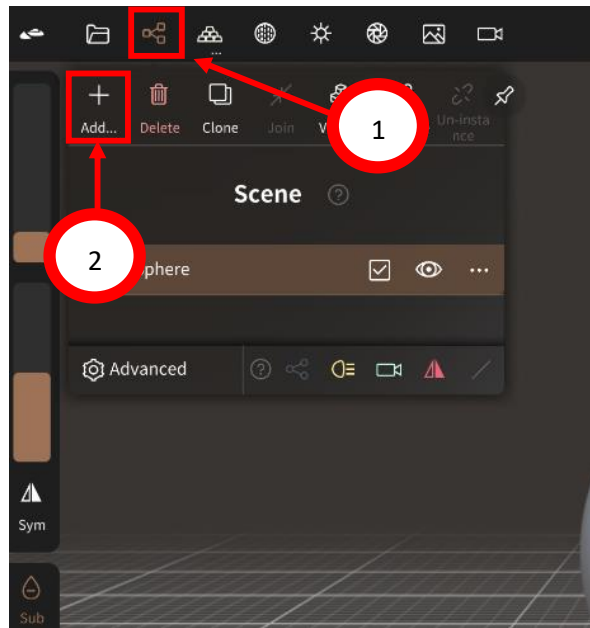 Add...
Delete
Clone
Join
Un-insta
nce
1
Scene ?
2
phere
Advanced
?
Sym
Sub